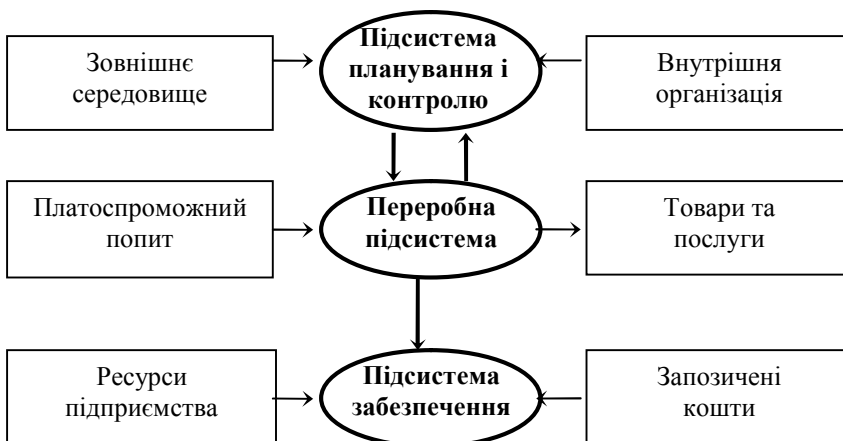 Зовнішнє
середовище
Підсистема
планування і
контролю
Внутрішня
організація
Платоспроможний
попит
Переробна
підсистема
Товари та
послуги
Ресурси
підприємства
Підсистема
забезпечення
Запозичені
кошти